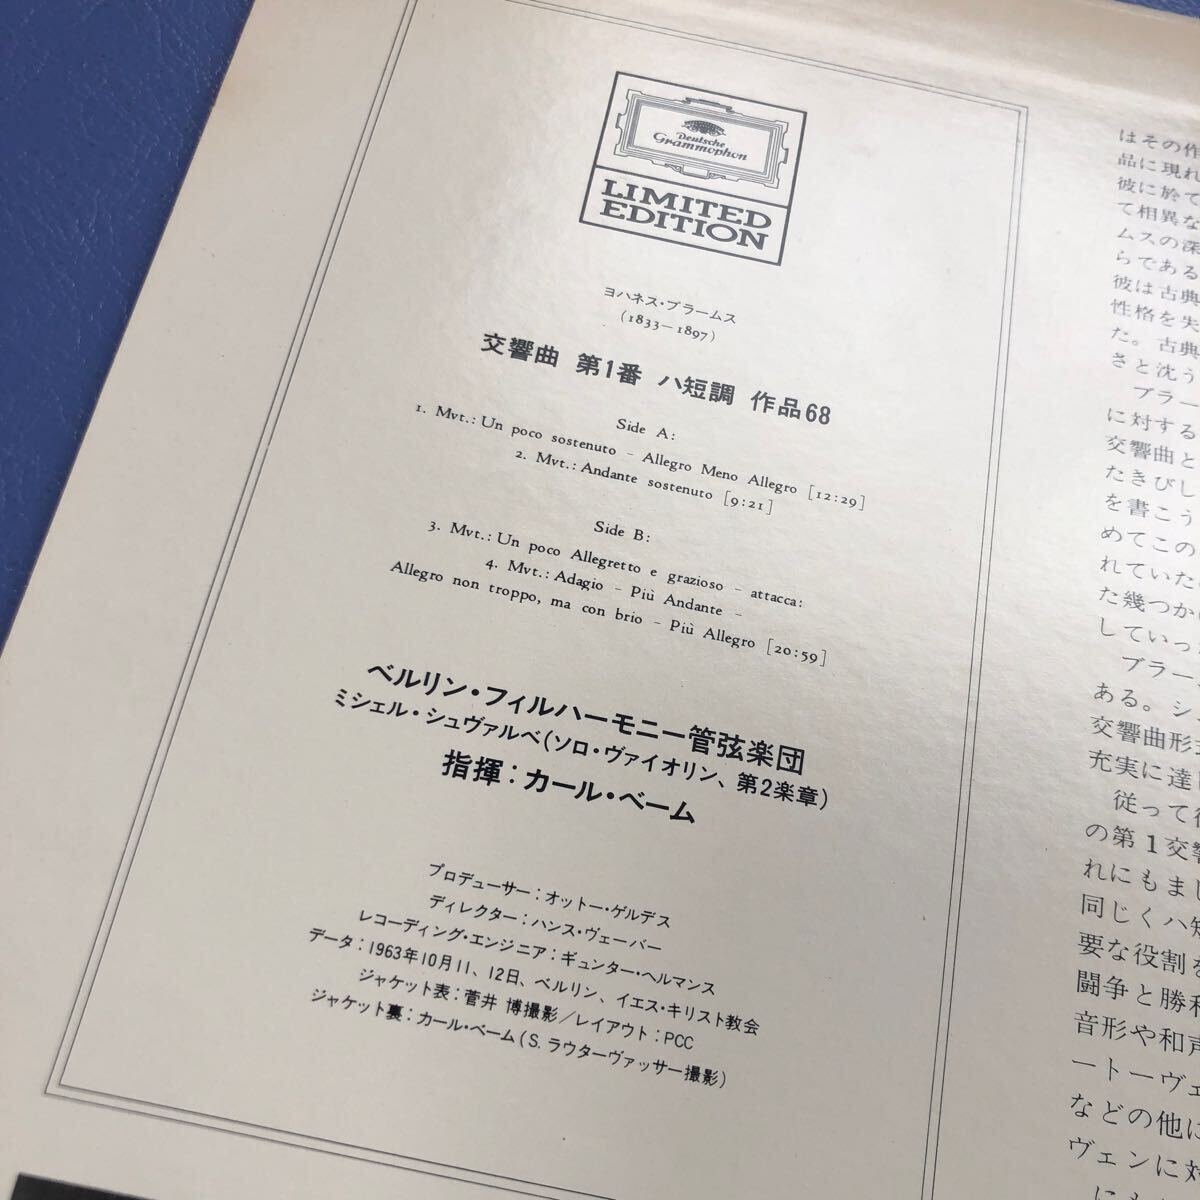 Deutsche
Grammophon
LIMITED
EDITION
ヨハネス・ブラームス
(1833—1897)
交響曲 第1番 ハ短調 作品68
Side A:
1. Mvt.: Un poco sostenuto – Allegro Meno Allegro [12:29]
2. Mvt.: Andante sostenuto [9:21]
Side B:
3. Mvt.: Un poco Allegretto e grazioso – attacca:
4. Mvt.: Adagio – Più Andante –
Allegro non troppo, ma con brio – Più Allegro [20:59]
ベルリン・フィルハーモニー管弦楽団
ミシェル・シュヴァルベ(ソロ・ヴァイオリン、第2楽章)
指揮：カール・ベーム
プロデューサー：オットー・ゲルデス
ディレクター：ハンス・ヴェーバー
レコーディング・エンジニア：ギュンター・ヘルマンス
データ：1963年10月11、12日、ベルリン、イエス・キリスト教会
ジャケット表：菅井 博撮影／レイアウト：PCC
ジャケット裏：カール・ベーム(S. ラウターヴァッサー撮影)
はその作
品に現れ
彼に於て
て相異な
ムスの深
らである
彼は古典
性格を失
た。古典
さと沈う
ブラー
に対する
交響曲と
たきびし
を書こう
めてこの
れていた
た幾つか
していっ
ブラー
ある。シ
交響曲形
充実に達
従って
の第1交響
れにもまし
同じくハ短
要な役割を
闘争と勝利
音形や和声
ートーヴェ
などの他に
ヴェンに対